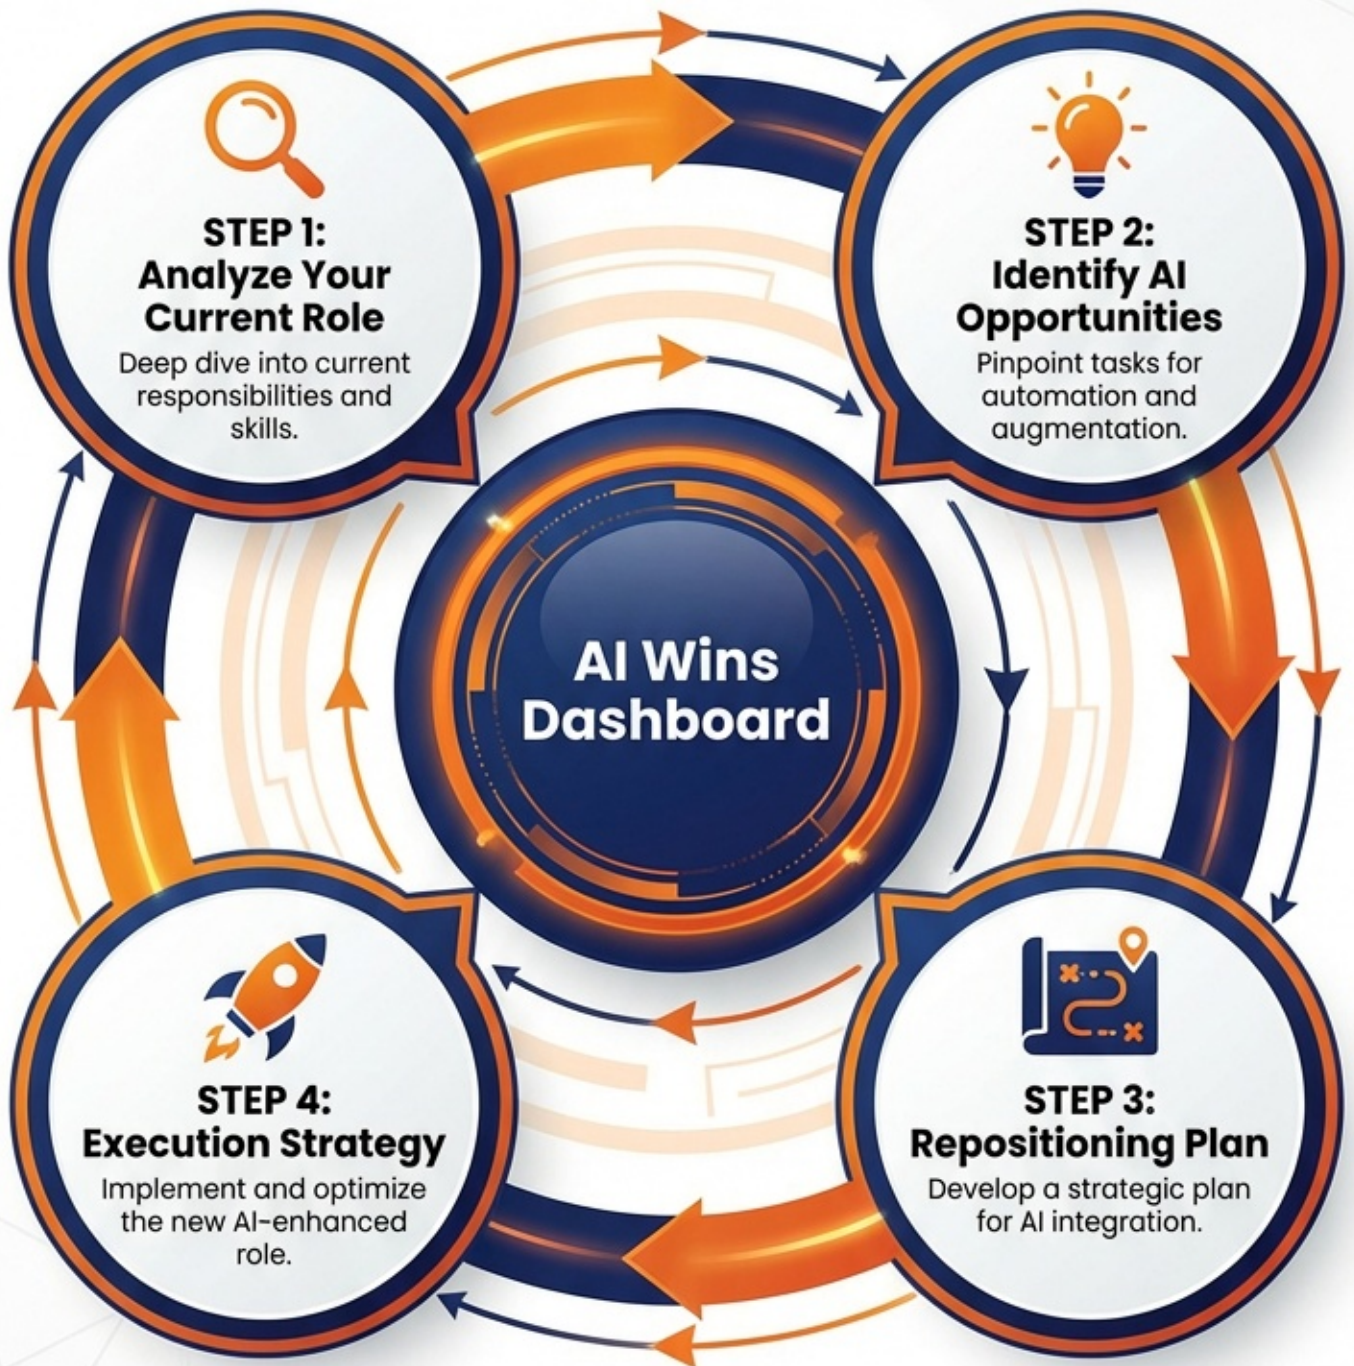 STEP 1:
Analyze Your
Current Role
Deep dive into current
responsibilities and
skills.
STEP 2:
Identify AI
Opportunities
Pinpoint tasks for
automation and
augmentation.
AI Wins
Dashboard
STEP 3:
Repositioning Plan
Develop a strategic plan
for AI integration.
STEP 4:
Execution Strategy
Implement and optimize
the new AI-enhanced
role.